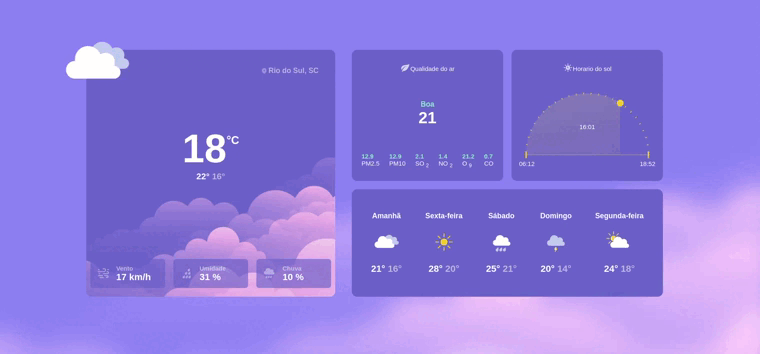 Rio do Sul, SC
18°C
22° 16°
Vento
17 km/h
Umidade
31 %
Chuva
10 %
Qualidade do ar
Boa
21
12.9 12.9 2.1 1.4 21.2 0.7
PM2.5 PM10 SO2 NO2 O3 CO
Horario do sol
16:01
06:12 18:52
Amanhã Sexta-feira Sábado Domingo Segunda-feira
21° 16° 28° 20° 25° 21° 20° 14° 24° 18°